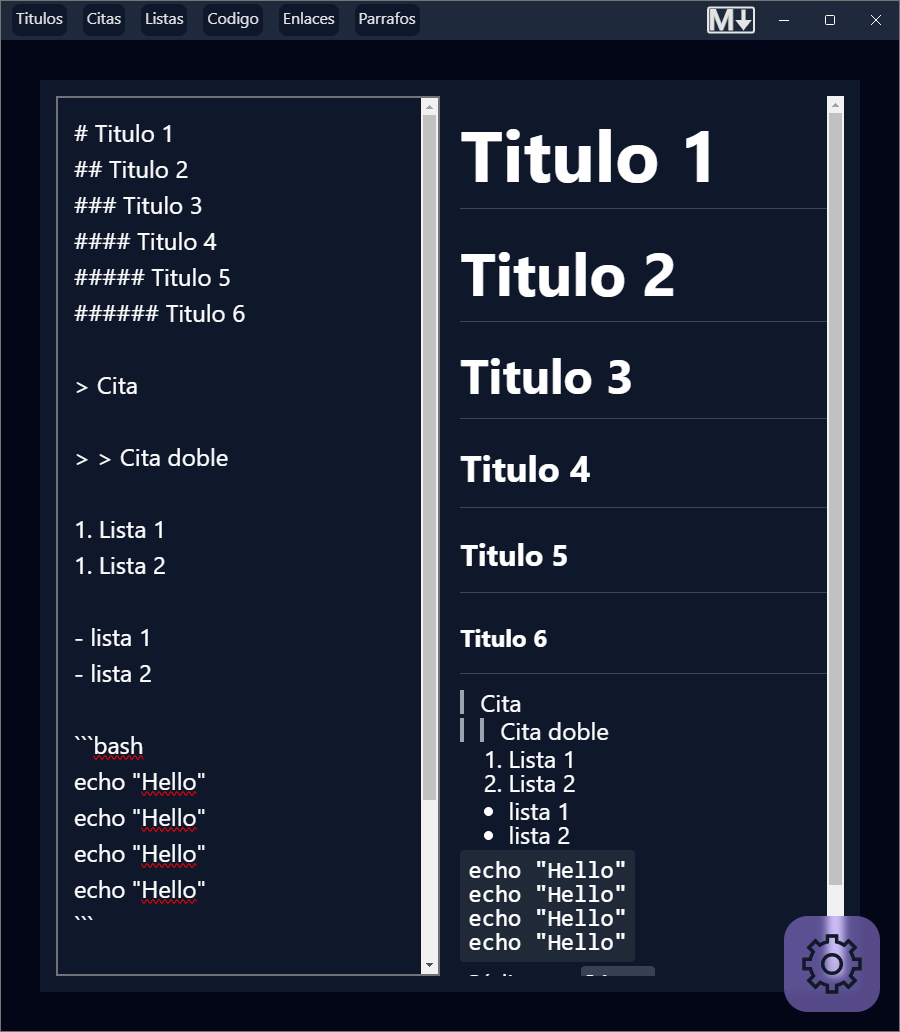 Titulos Citas Listas Codigo Enlaces Parrafos M↓
# Titulo 1
## Titulo 2
### Titulo 3
#### Titulo 4
##### Titulo 5
###### Titulo 6
> Cita
> > Cita doble
1. Lista 1
1. Lista 2
- lista 1
- lista 2
```bash
echo "Hello"
echo "Hello"
echo "Hello"
echo "Hello"
```
Titulo 1
Titulo 2
Titulo 3
Titulo 4
Titulo 5
Titulo 6
Cita
Cita doble
1. Lista 1
2. Lista 2
• lista 1
• lista 2
echo "Hello"
echo "Hello"
echo "Hello"
echo "Hello"